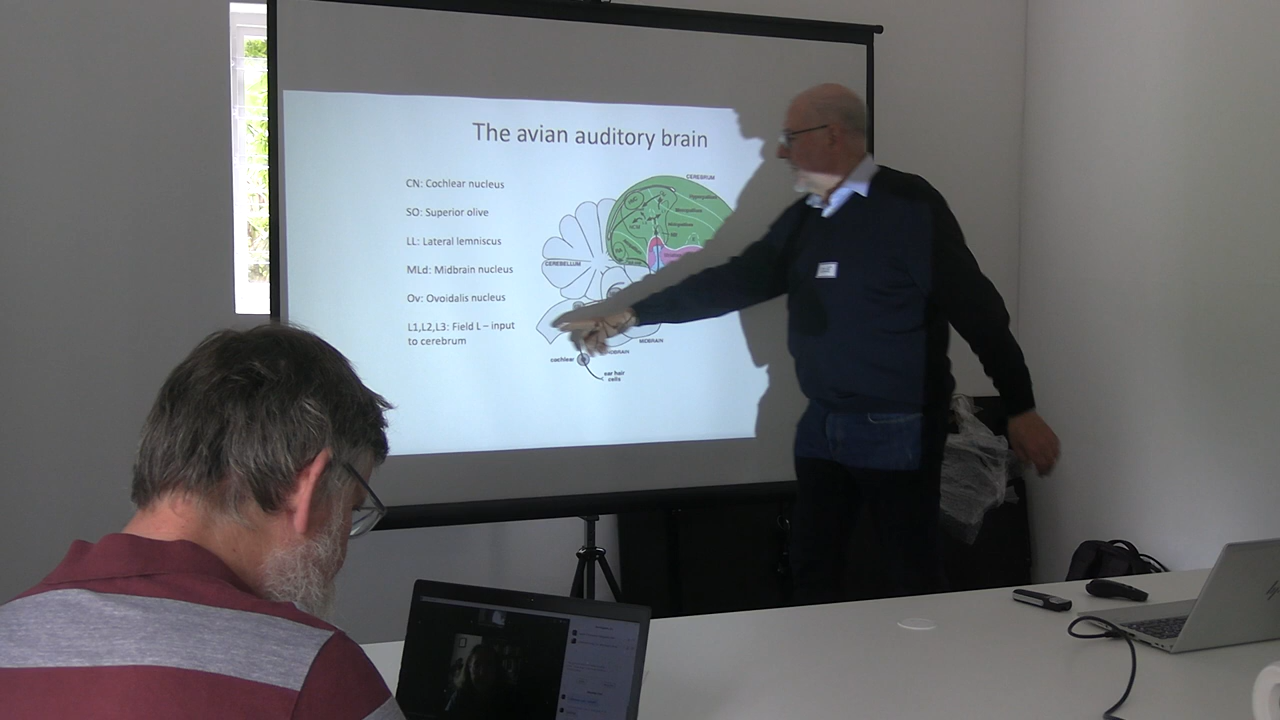 The avian auditory brain
CN: Cochlear nucleus
SO: Superior olive
LL: Lateral lemniscus
MLd: Midbrain nucleus
Ov: Ovoidalis nucleus
L1,L2,L3: Field L – input
to cerebrum
CEREBRUM
CEREBELLUM
MIDBRAIN
cochlear
ear hair
cells